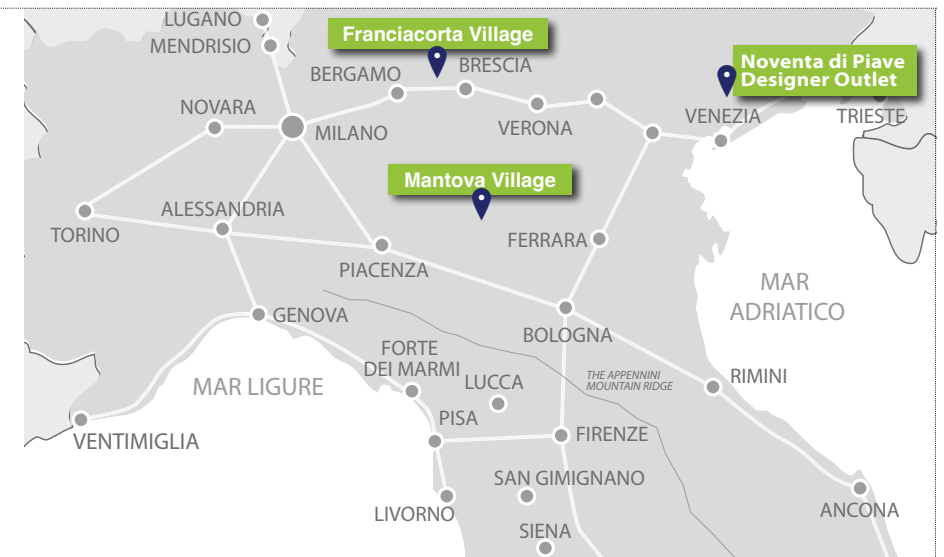 LUGANO
Franciacorta Village
MENDRISIO
BERGAMO
BRESCIA
Noventa di Piave
Designer Outlet
NOVARA
MILANO
VERONA
VENEZIA
TRIESTE
Mantova Village
ALESSANDRIA
TORINO
FERRARA
PIACENZA
MAR
ADRIATICO
GENOVA
BOLOGNA
FORTE
DEI MARMI
THE APPENNINI
MOUNTAIN RIDGE
RIMINI
MAR LIGURE
LUCCA
PISA
VENTIMIGLIA
FIRENZE
SAN GIMIGNANO
LIVORNO
ANCONA
SIENA